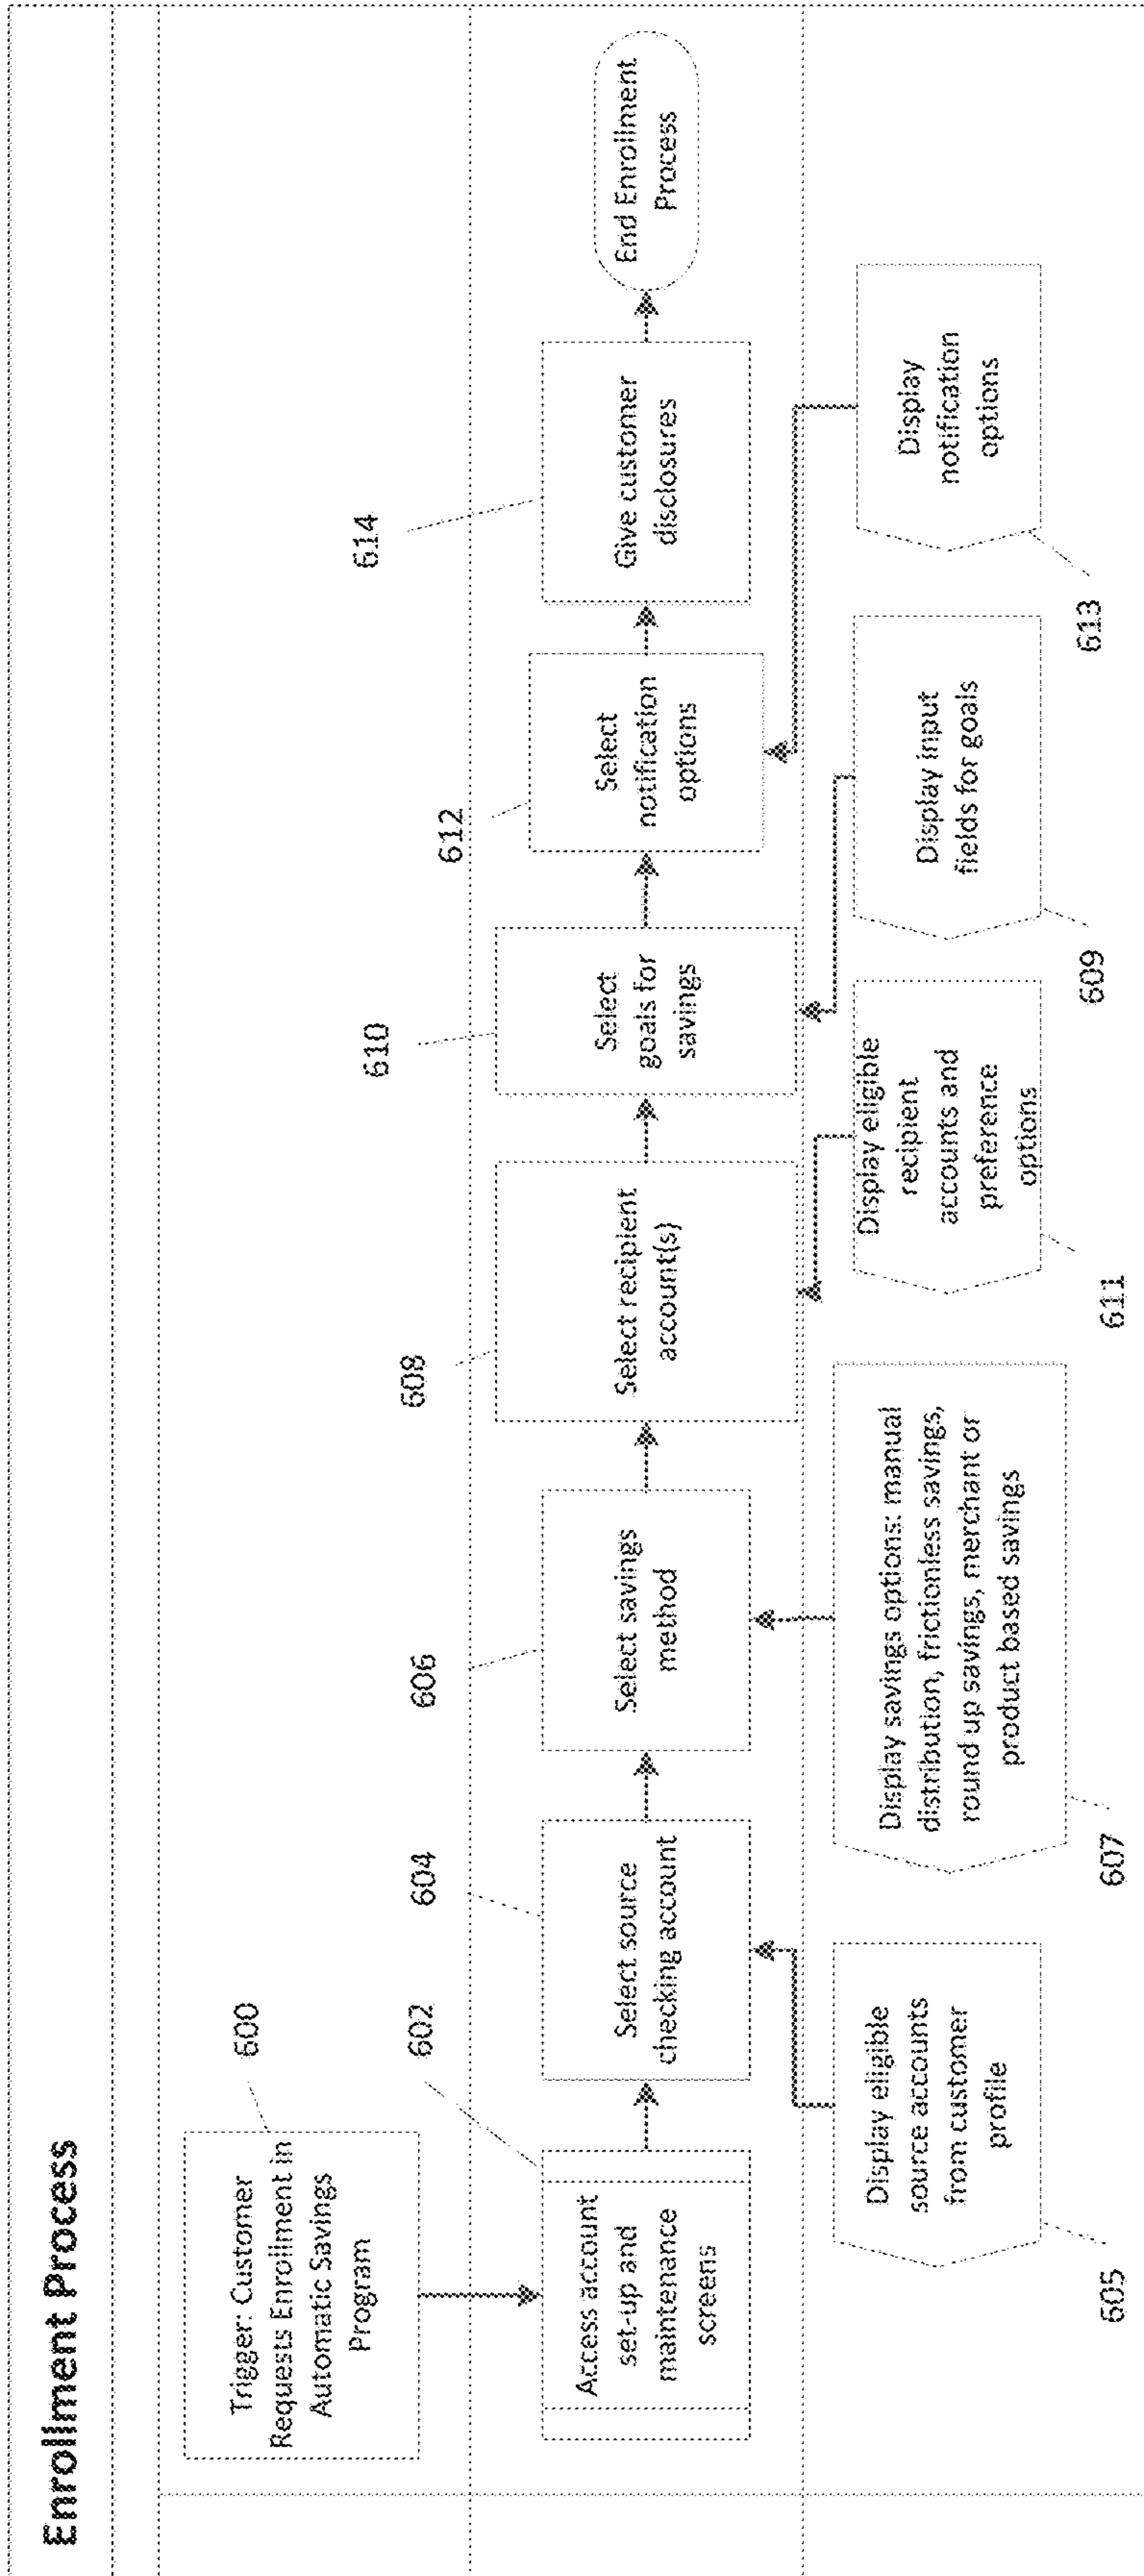 Enrollment Process
Trigger: Customer
Requests Enrollment in
Automatic Savings
Program
600
602
604
606
608
610
612
614
Access account
set-up and
maintenance
screens
Select source
checking account
Select savings
method
Select recipient
account(s)
Select
goals for
savings
Select
notification
options
Give customer
disclosures
End Enrollment
Process
Display eligible
source accounts
from customer
profile
Display savings options: manual
distribution, frictionless savings,
round up savings, merchant or
product based savings
Display eligible
recipient
accounts and
preference
options
Display input
fields for goals
Display
notification
options
605
607
611
609
613